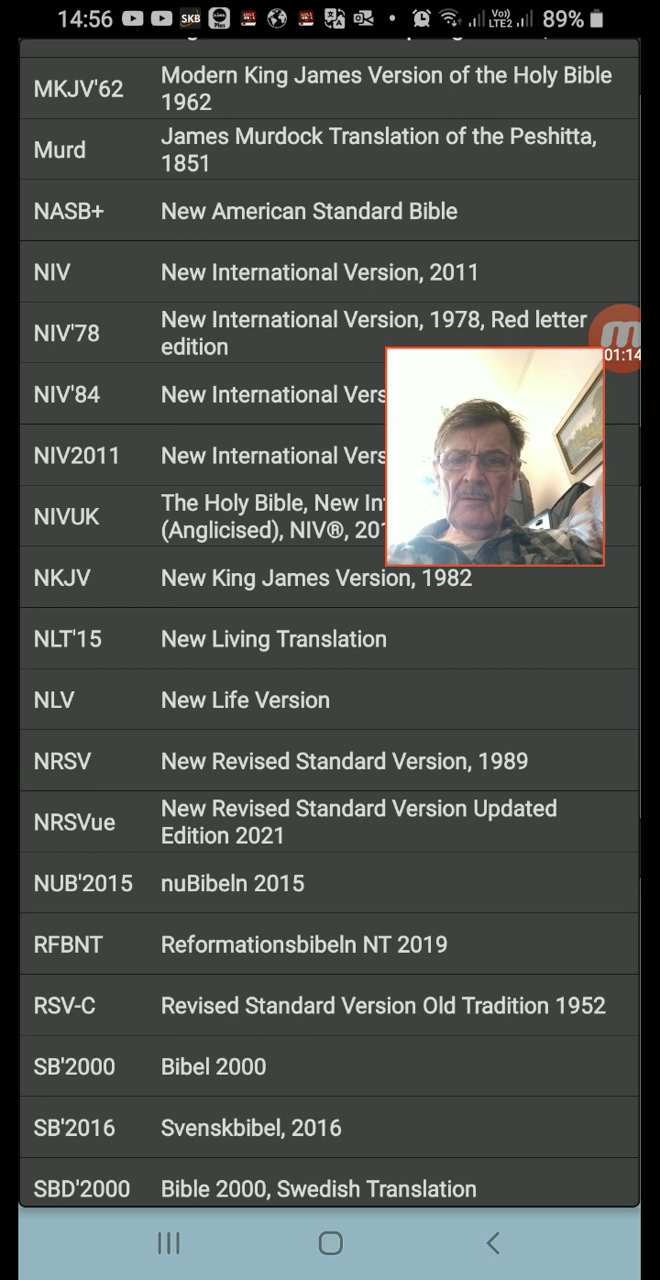 14:56
SKB
Vo))
LTE2
89%
MKJV'62 Modern King James Version of the Holy Bible
1962
Murd James Murdock Translation of the Peshitta,
1851
NASB+ New American Standard Bible
NIV New International Version, 2011
NIV'78 New International Version, 1978, Red letter
edition
01:14
NIV'84 New International Vers
NIV2011 New International Vers
NIVUK The Holy Bible, New In
(Anglicised), NIV®, 20
NKJV New King James Version, 1982
NLT'15 New Living Translation
NLV New Life Version
NRSV New Revised Standard Version, 1989
NRSVue New Revised Standard Version Updated
Edition 2021
NUB'2015 nuBibeln 2015
RFBNT Reformationsbibeln NT 2019
RSV-C Revised Standard Version Old Tradition 1952
SB'2000 Bibel 2000
SB'2016 Svenskbibel, 2016
SBD'2000 Bible 2000, Swedish Translation